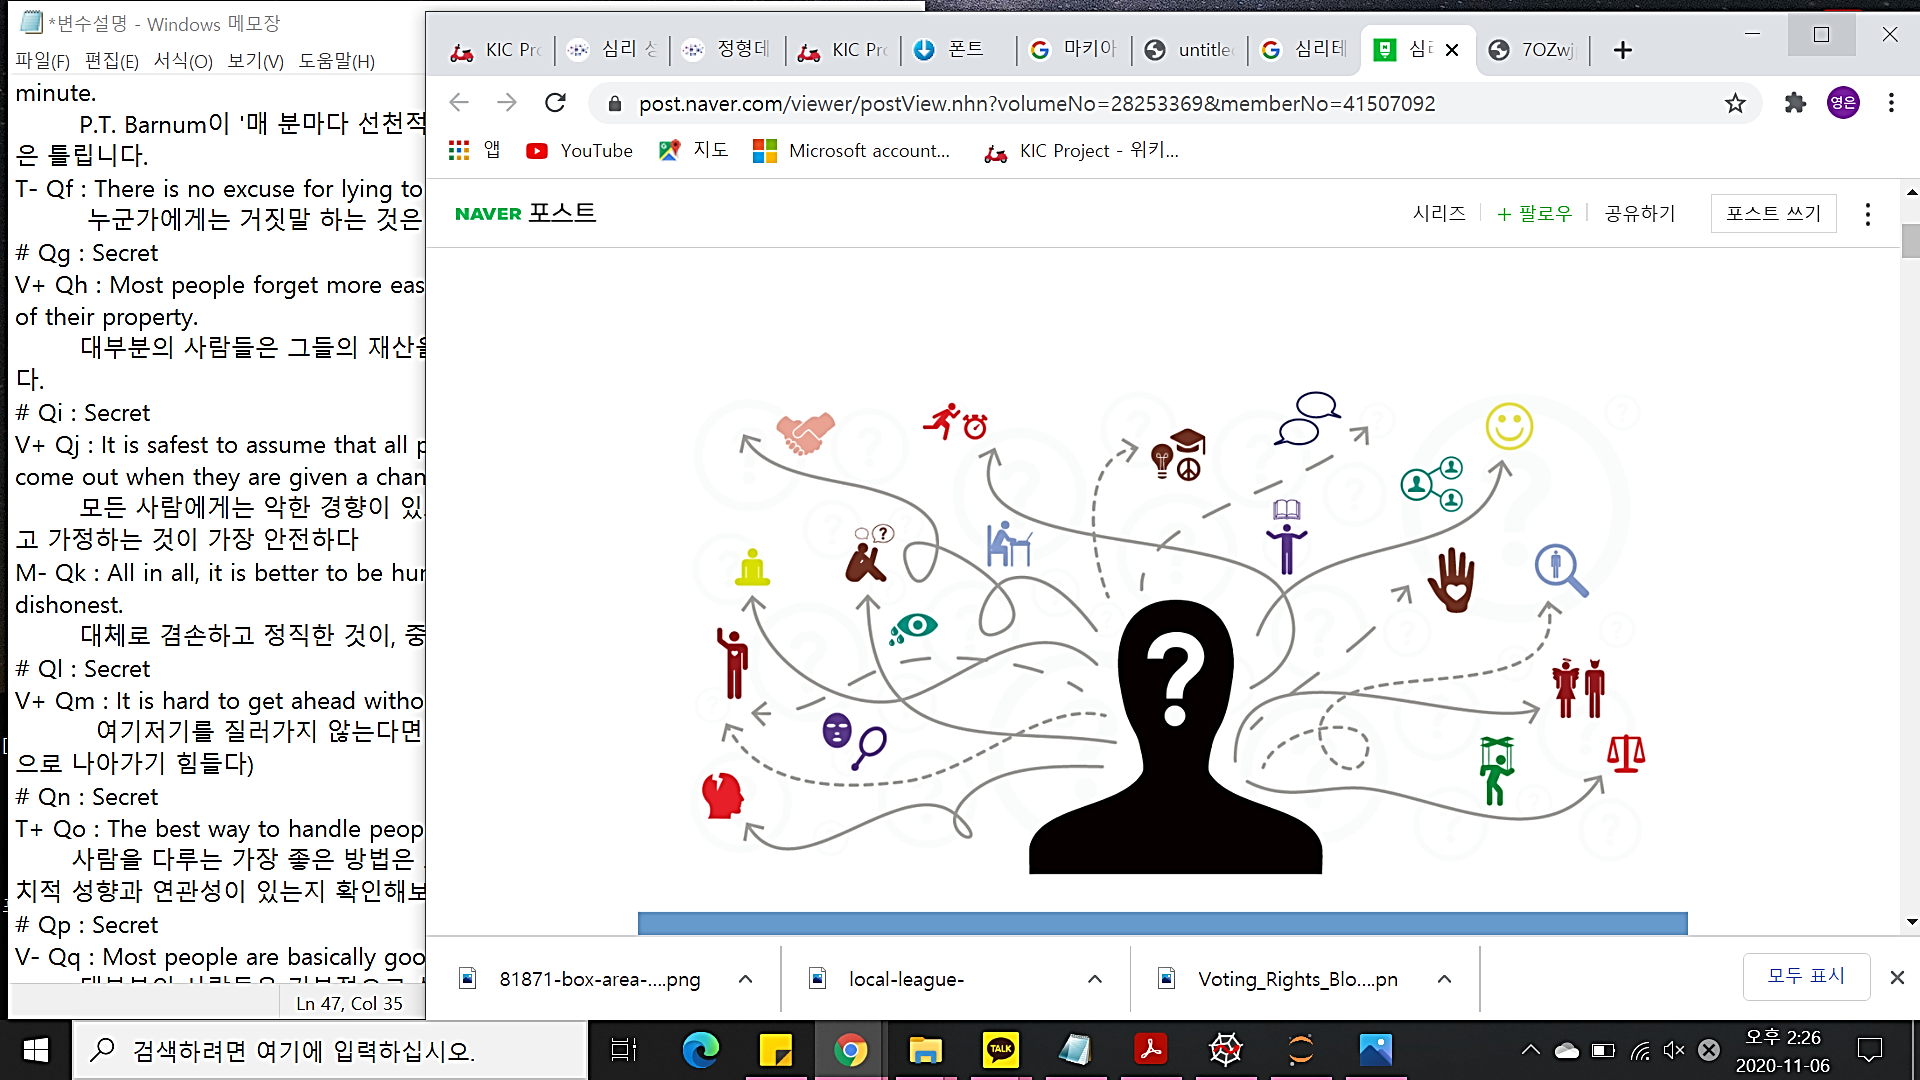 *변수설명 - Windows 메모장
파일(F) 편집(E) 서식(O) 보기(V) 도움말(H)
minute.
P.T. Barnum이 '매 분마다 선천적
은 틀립니다.
T- Qf : There is no excuse for lying to
누군가에게는 거짓말 하는 것은
# Qg : Secret
V+ Qh : Most people forget more eas
of their property.
대부분의 사람들은 그들의 재산을
다.
# Qi : Secret
V+ Qj : It is safest to assume that all p
come out when they are given a chan
모든 사람에게는 악한 경향이 있
고 가정하는 것이 가장 안전하다
M- Qk : All in all, it is better to be hur
dishonest.
대체로 겸손하고 정직한 것이, 중
# Ql : Secret
V+ Qm : It is hard to get ahead witho
여기저기를 질러가지 않는다면
으로 나아가기 힘들다)
# Qn : Secret
T+ Qo : The best way to handle peop
사람을 다루는 가장 좋은 방법은
치적 성향과 연관성이 있는지 확인해보
# Qp : Secret
V- Qq : Most people are basically goo
Ln 47, Col 35
KIC Pro
심리 성
정형데
KIC Pro
폰트
마키아
untitle
심리테
심리
7OZwj
post.naver.com/viewer/postView.nhn?volumeNo=28253369&memberNo=41507092
영은
앱 YouTube 지도 Microsoft account... KIC Project - 위키...
NAVER 포스트
시리즈 + 팔로우 공유하기 포스트 쓰기
?
81871-box-area-....png
local-league-
Voting_Rights_Blo....pn
모두 표시
검색하려면 여기에 입력하십시오.
TALK
오후 2:26
2020-11-06